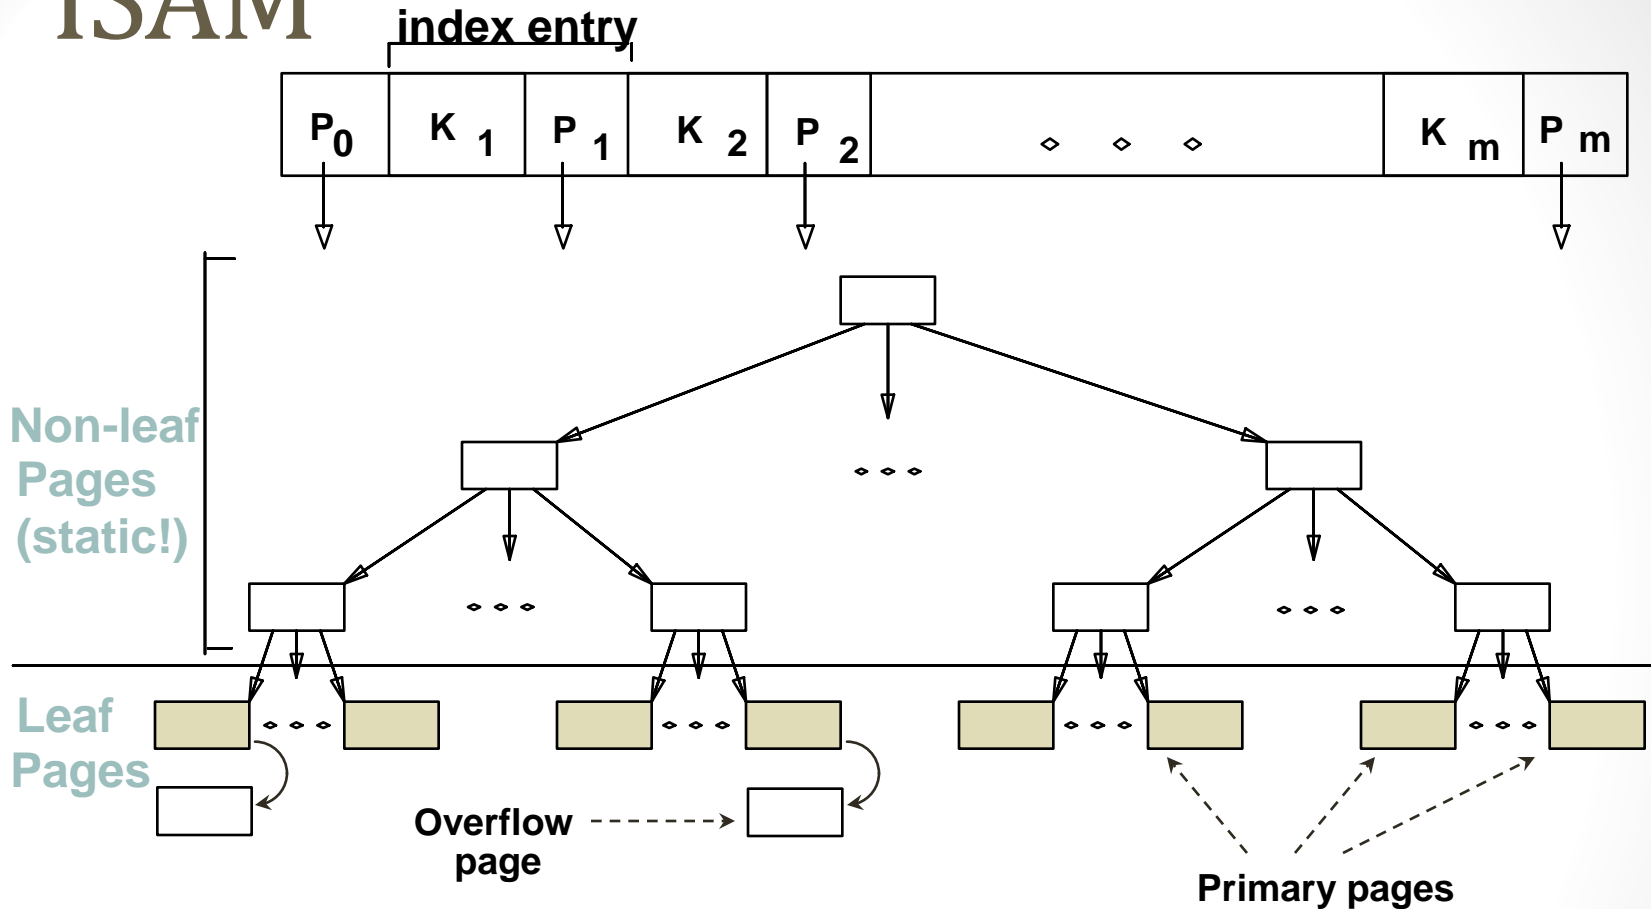 ISAM
index entry
P0 K 1 P 1 K 2 P 2 K m P m
Non-leaf
Pages
(static!)
Leaf
Pages
Overflow
page
Primary pages